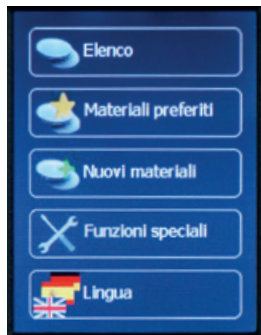 Elenco
Materiali preferiti
Nuovi materiali
Funzioni speciali
Lingua